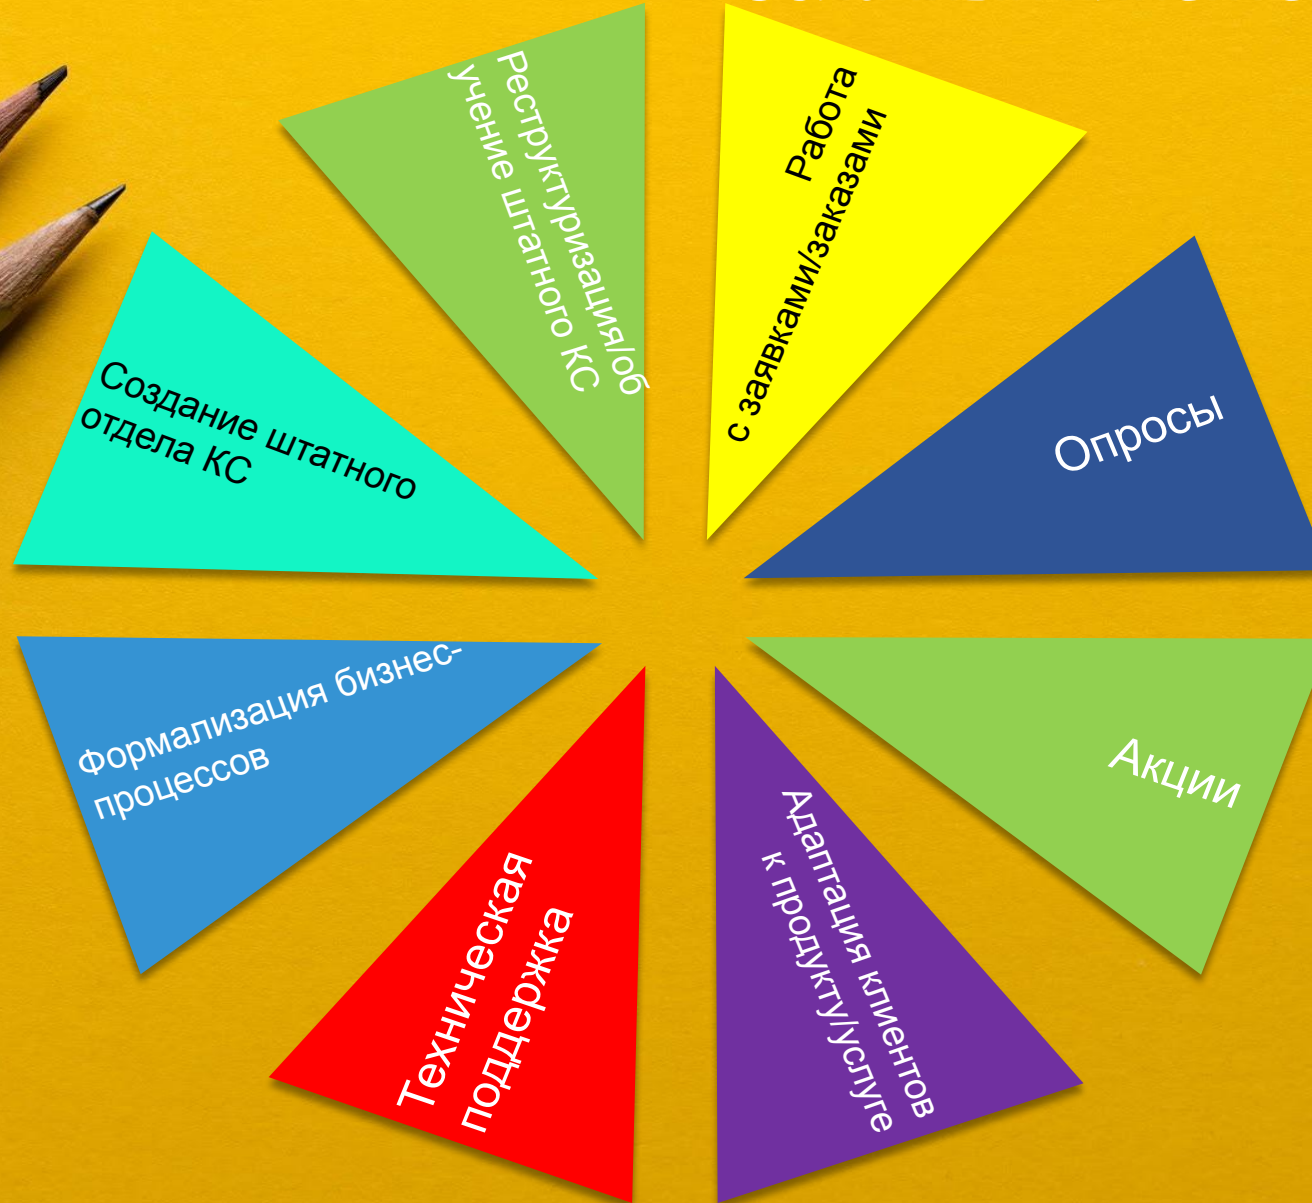 Реструктуризация/об
учение штатного КС
Работа
с заявками/заказами
Создание штатного
отдела КС
Опросы
Формализация бизнес-
процессов
Акции
Техническая
поддержка
Адаптация клиентов
к продукту/услуге